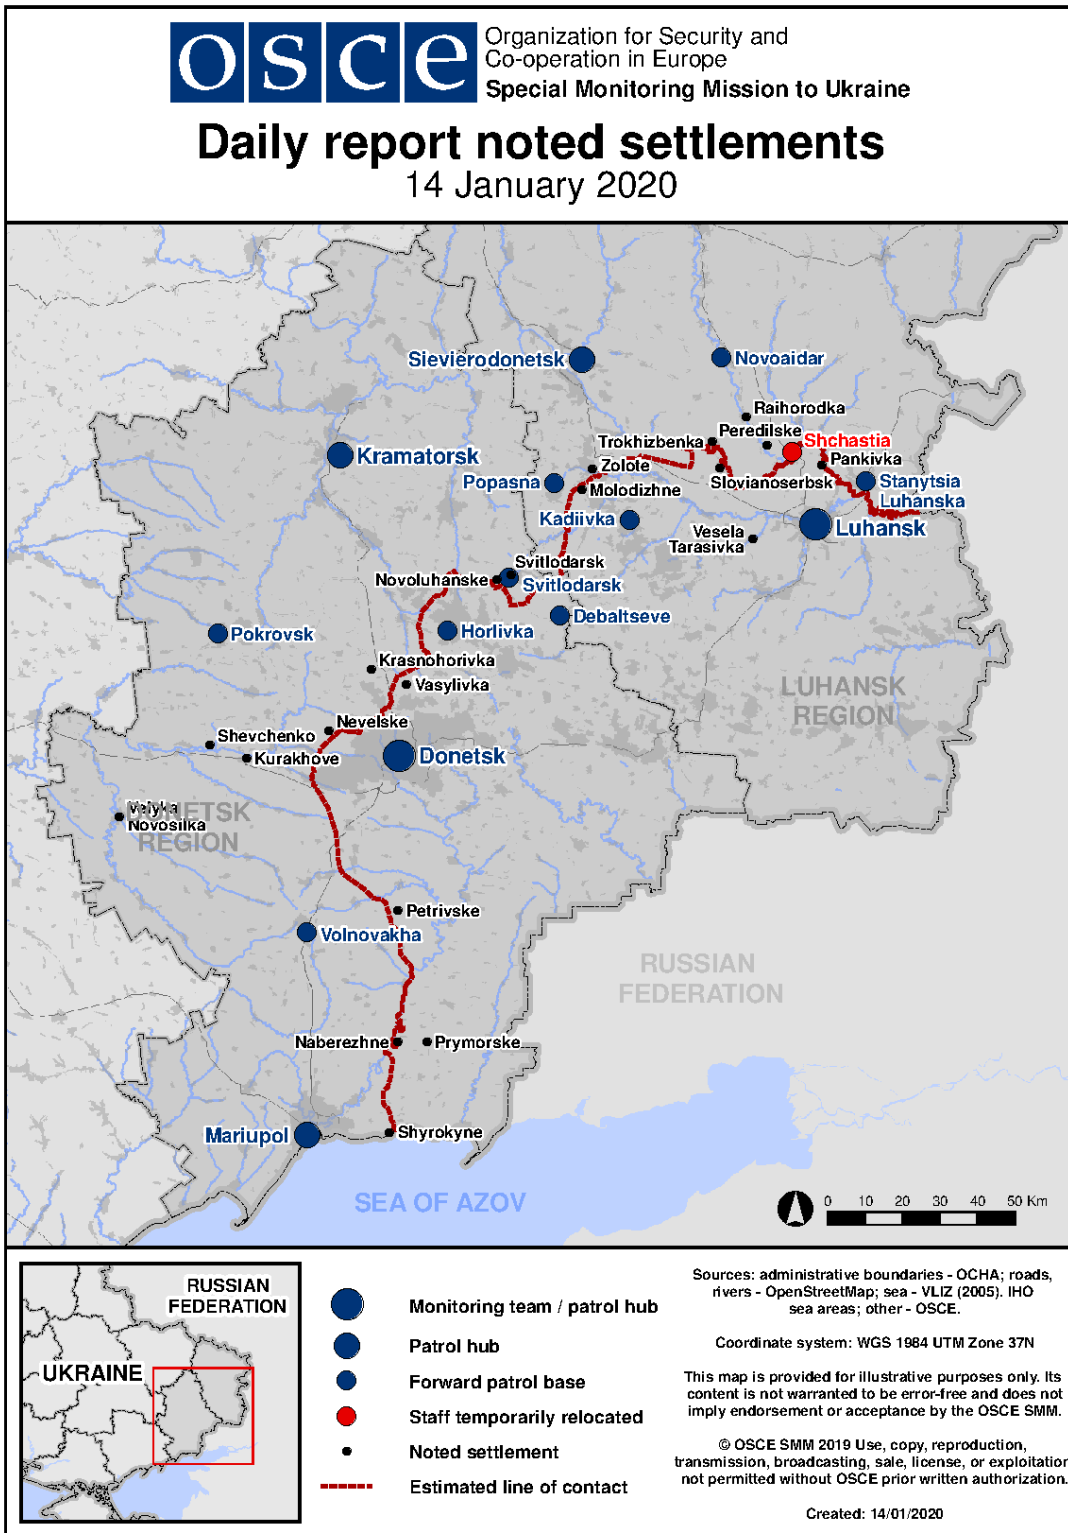 osce
Organization for Security and
Co-operation in Europe
Special Monitoring Mission to Ukraine
Daily report noted settlements
14 January 2020
Sievierodonetsk
Novoaidar
Raihorodka
Peredilske
Trokhizbenka
Shchastia
Kramatorsk
Zolote
Pankivka
Popasna
Molodizhne
Slovianoserbsk
Stanytsia
Luhanska
Kadiivka
Luhansk
Vesela
Tarasivka
Svitlodarsk
Novoluhanske
Svitlodarsk
Debaltseve
Pokrovsk
Horlivka
Krasnohorivka
Vasylivka
LUHANSK
REGION
Nevelske
Shevchenko
Kurakhove
Donetsk
Velyka
Novosilka
DONETSK
REGION
Petrivske
Volnovakha
RUSSIAN
FEDERATION
Naberezhne
Prymorske
Mariupol
Shyrokyne
SEA OF AZOV
0 10 20 30 40 50 Km
RUSSIAN
FEDERATION
UKRAINE
Monitoring team / patrol hub
Patrol hub
Forward patrol base
Staff temporarily relocated
Noted settlement
Estimated line of contact
Sources: administrative boundaries - OCHA; roads,
rivers - OpenStreetMap; sea - VLIZ (2005). IHO
sea areas; other - OSCE.
Coordinate system: WGS 1984 UTM Zone 37N
This map is provided for illustrative purposes only. Its
content is not warranted to be error-free and does not
imply endorsement or acceptance by the OSCE SMM.
© OSCE SMM 2019 Use, copy, reproduction,
transmission, broadcasting, sale, license, or exploitation
not permitted without OSCE prior written authorization.
Created: 14/01/2020